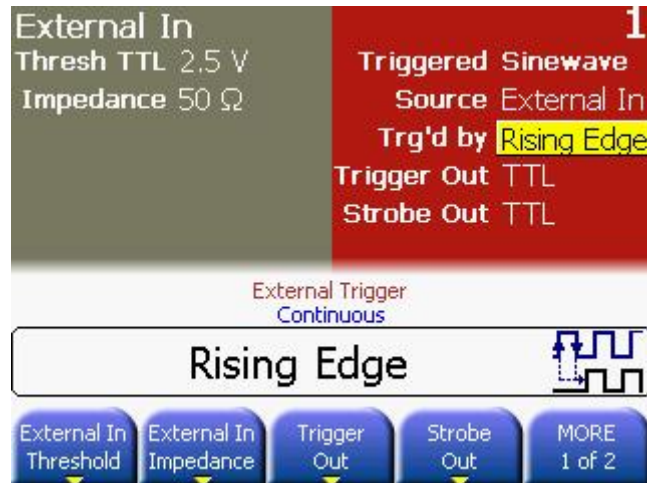 External In
Thresh TTL 2.5 V
Impedance 50 Ω
1
Triggered Sinewave
Source External In
Trg'd by Rising Edge
Trigger Out TTL
Strobe Out TTL
External Trigger
Continuous
Rising Edge
External In Threshold
External In Impedance
Trigger Out
Strobe Out
MORE 1 of 2